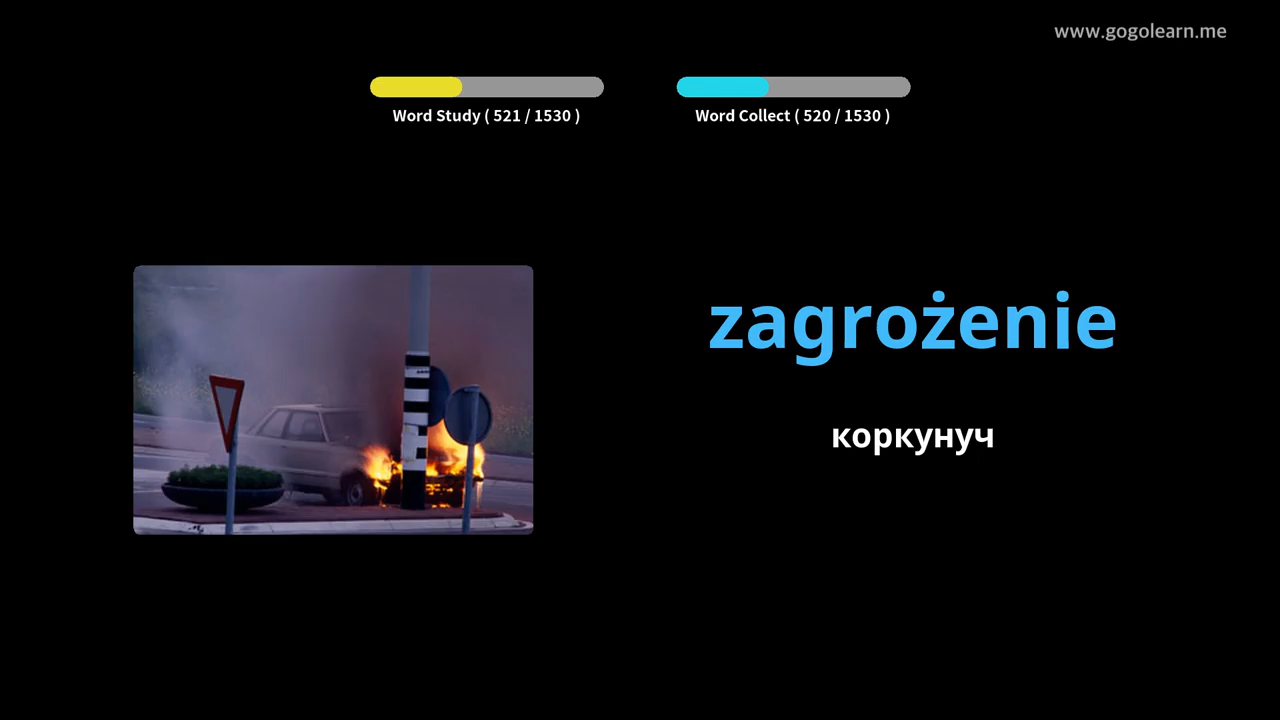 www.gogolearn.me
Word Study ( 521 / 1530 )
Word Collect ( 520 / 1530 )
zagrożenie
коркунуч